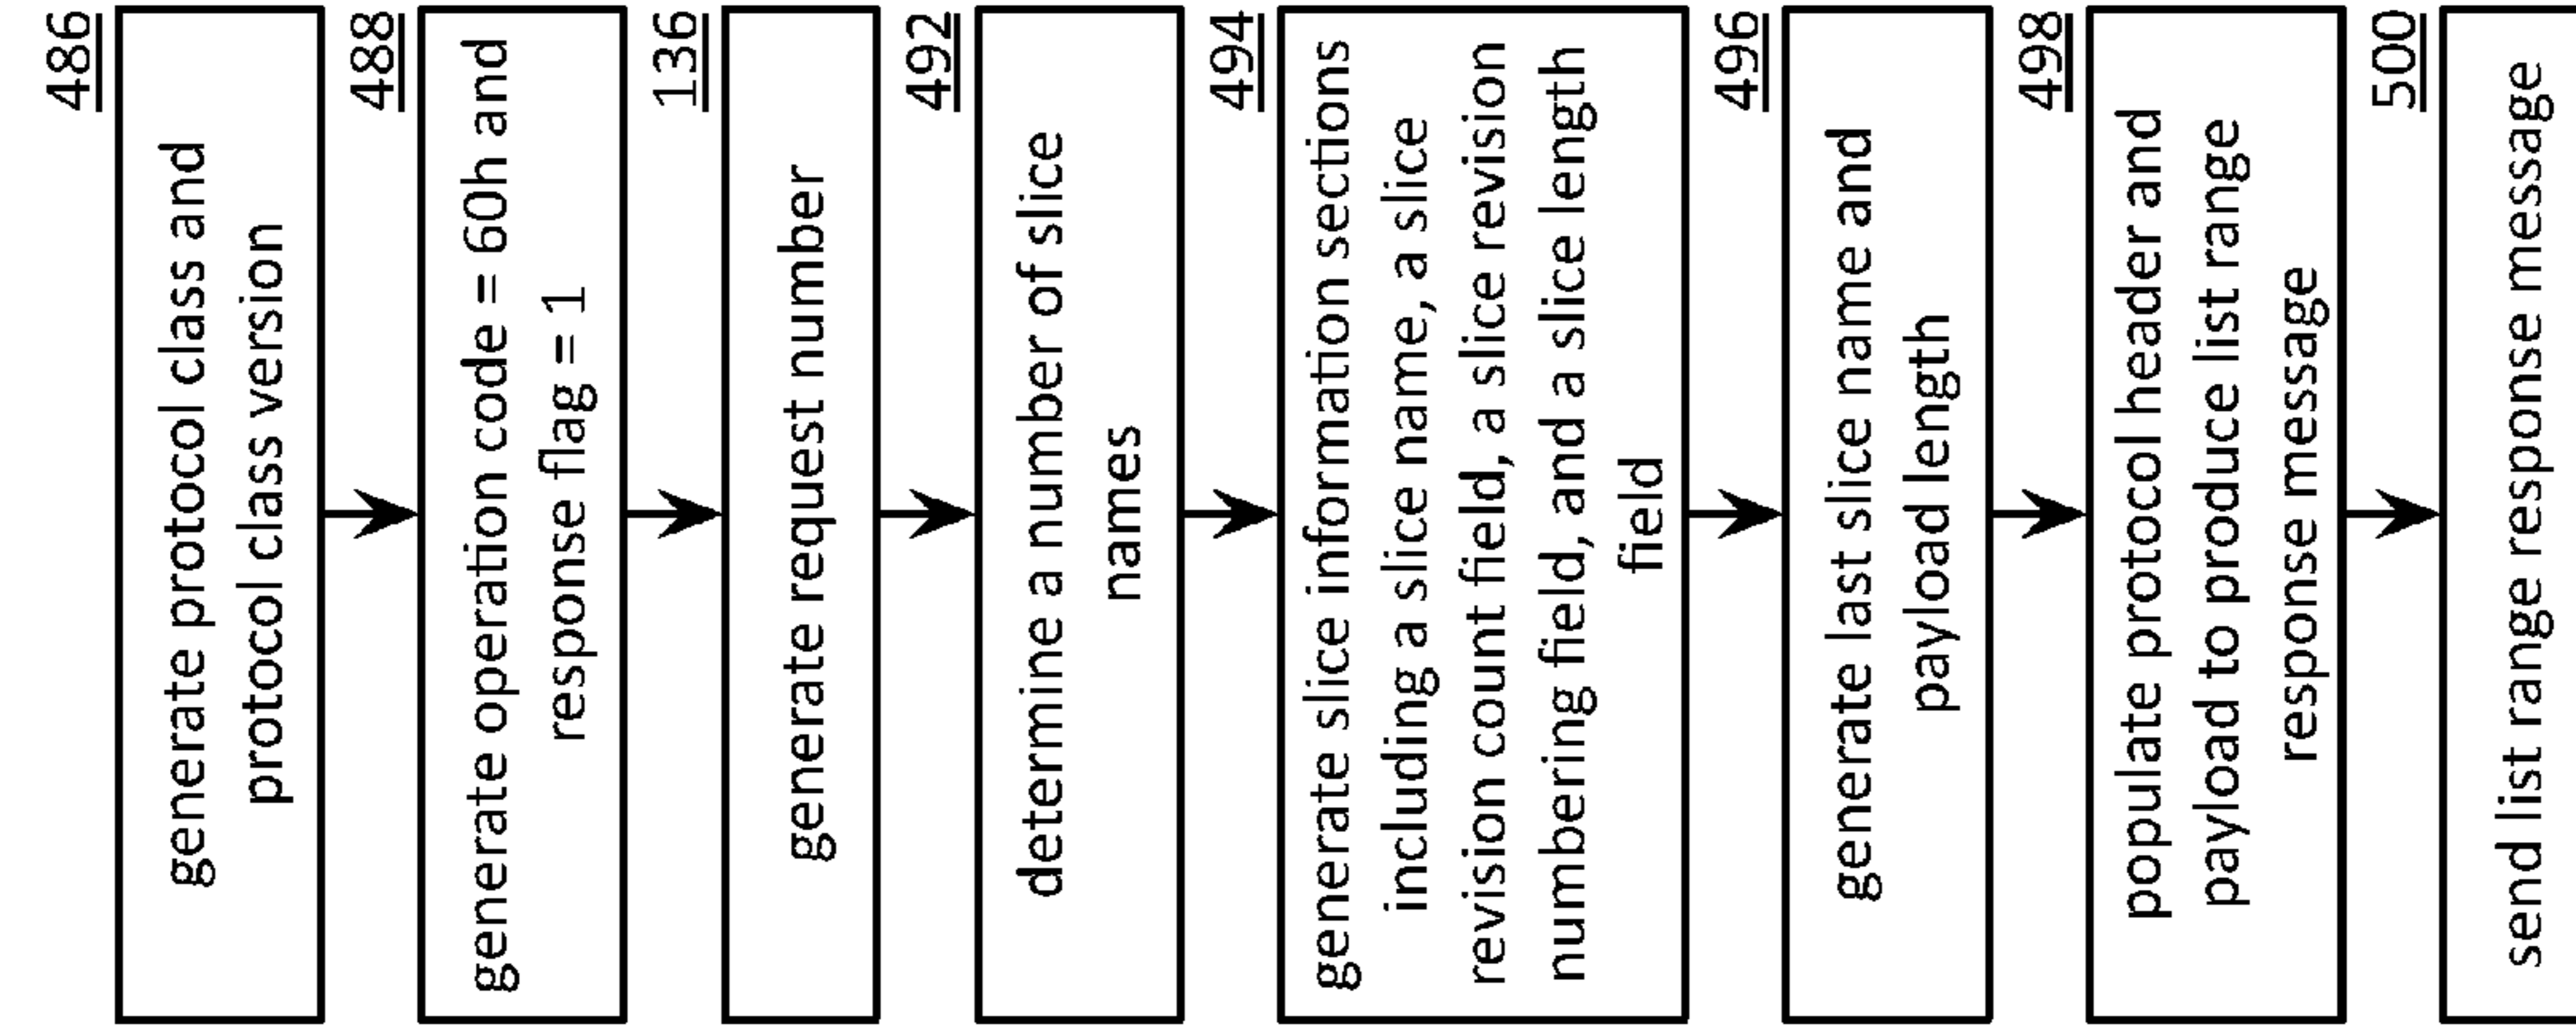 486
generate protocol class and
protocol class version
488
generate operation code = 60h and
response flag = 1
136
generate request number
492
determine a number of slice
names
494
generate slice information sections
including a slice name, a slice
revision count field, a slice revision
numbering field, and a slice length
field
496
generate last slice name and
payload length
498
populate protocol header and
payload to produce list range
response message
500
send list range response message